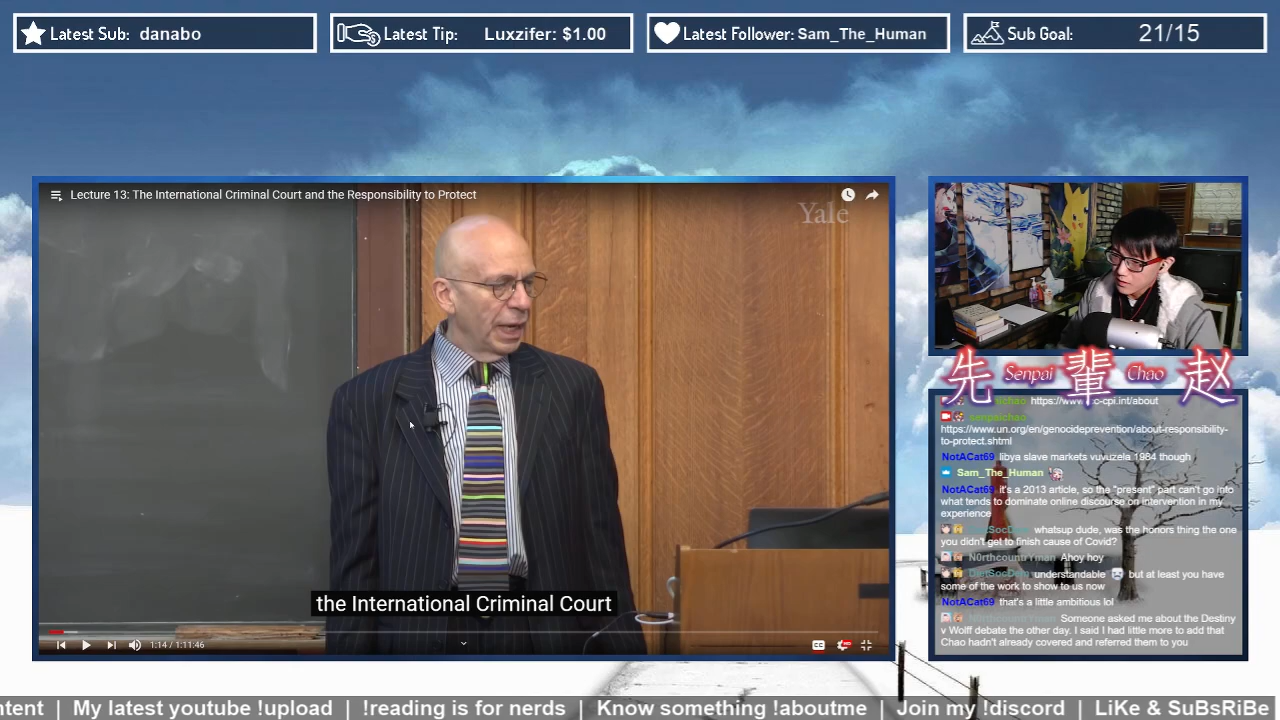 Latest Sub: danabo
Latest Tip: Luxzifer: $1.00
Latest Follower: Sam_The_Human
Sub Goal: 21/15
Lecture 13: The International Criminal Court and the Responsibility to Protect
Yale
the International Criminal Court
1:14 / 1:11:46
CC
先 Senpai 輩 Chao 赵
senpaichao
https://www.un.org/en/genocideprevention/about-responsibility-
to-protect.shtml
NotACat69 libya slave markets vuvuzela 1984 though
Sam_The_Human
NotACat69 it's a 2013 article, so the "present" part can't go into
what tends to dominate online discourse on intervention in my
experience
DietSocDem whatsup dude, was the honors thing the one
you didn't get to finish cause of Covid?
N0rthcountrYman Ahoy hoy
DietSocDem understandable but at least you have
some of the work to show to us now
NotACat69 that's a little ambitious lol
N0rthcountrYman Someone asked me about the Destiny
v Wolff debate the other day. I said I had little more to add that
Chao hadn't already covered and referred them to you
ntent | My latest youtube !upload | !reading is for nerds | Know something !aboutme | Join my !discord | LiKe & SuBsRiBe